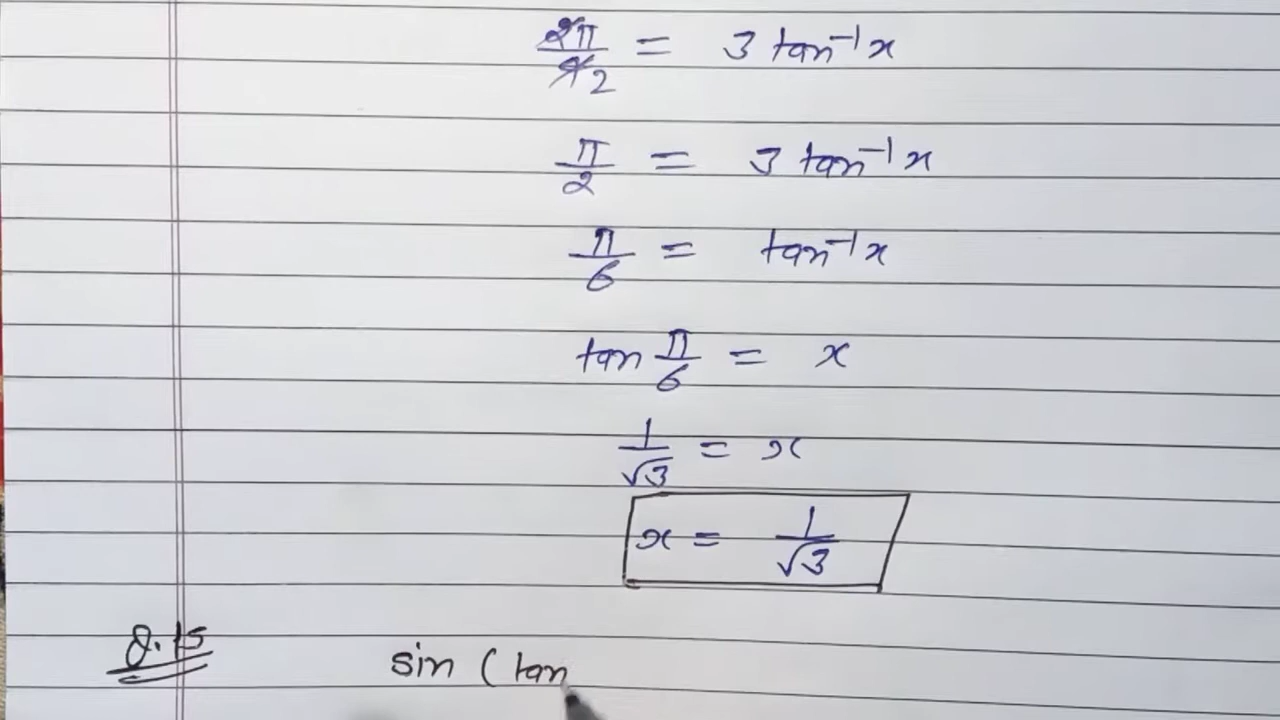 2π/4 2 = 3 tan⁻¹x
π/2 = 3 tan⁻¹x
π/6 = tan⁻¹x
tan π/6 = x
1/√3 = x
x = 1/√3
Q.15 sin ( tan